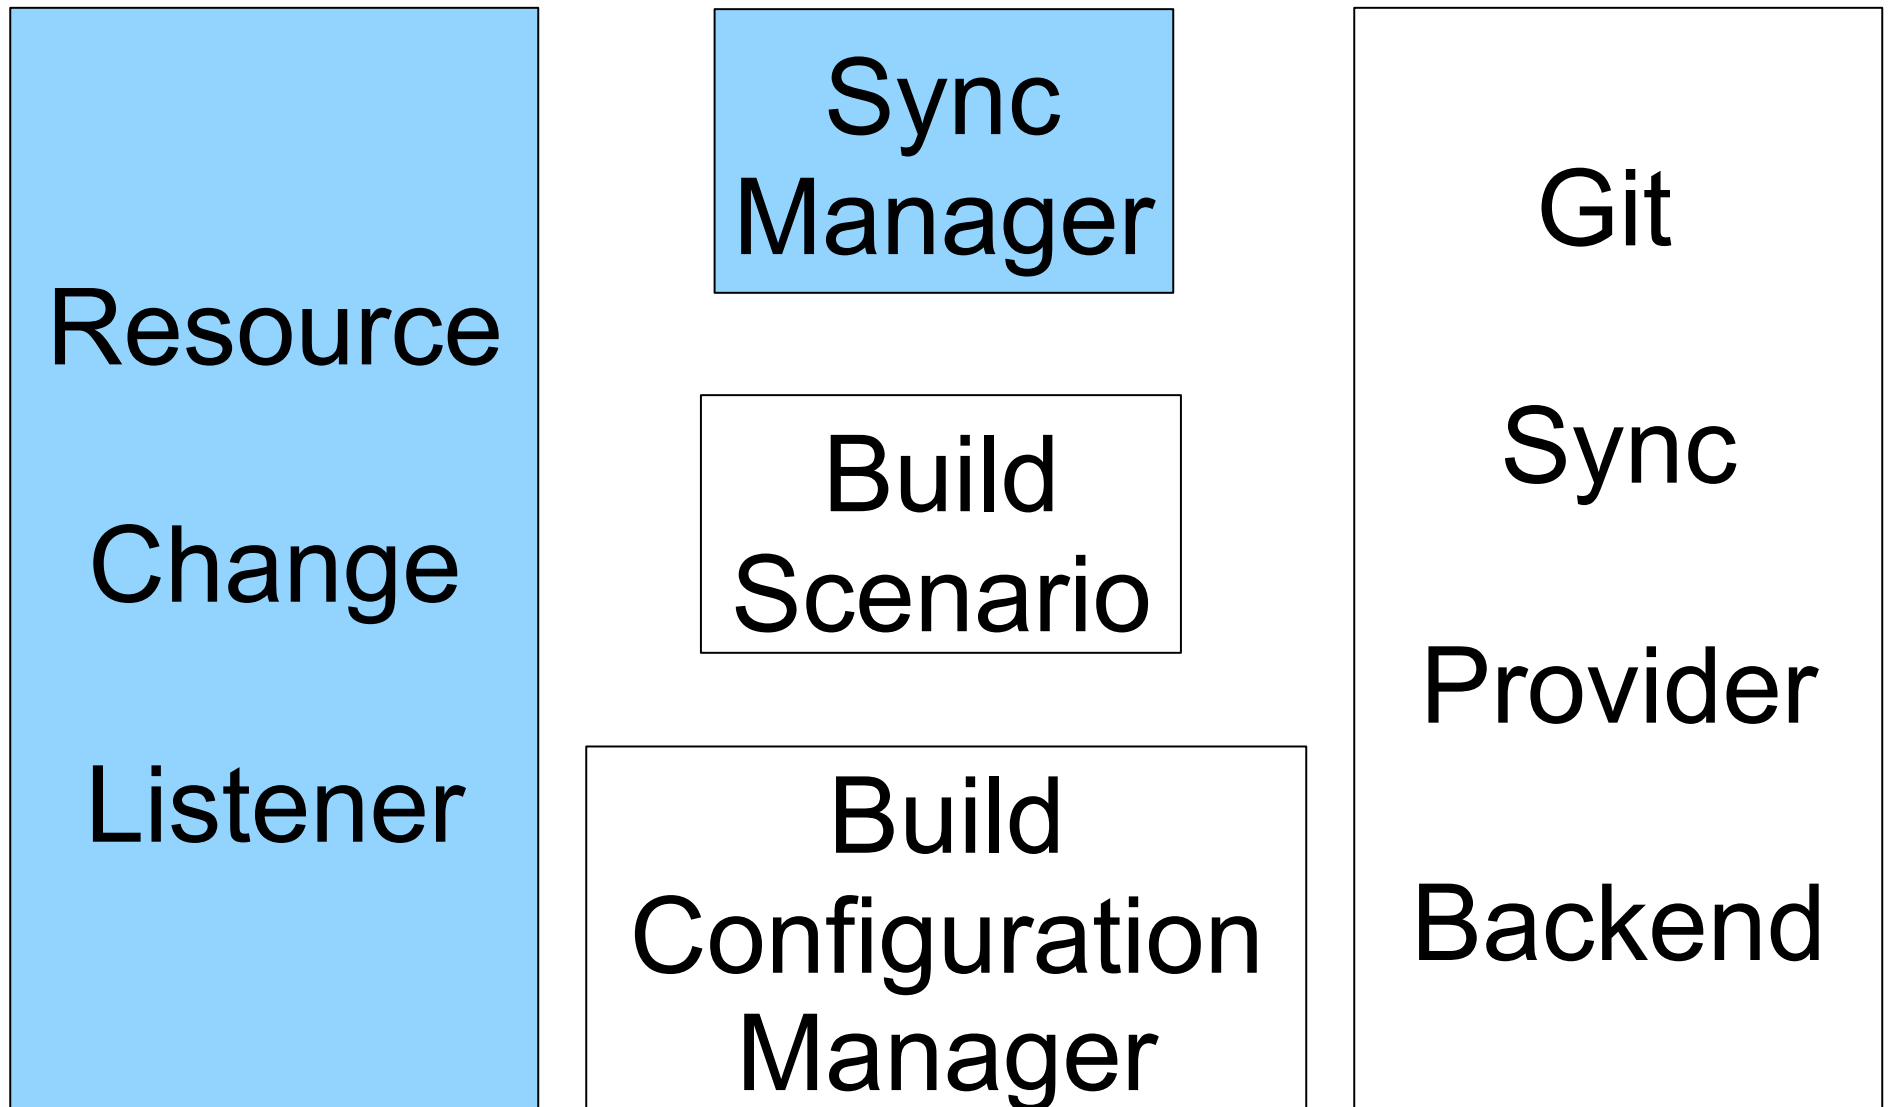 Resource
Change
Listener
Sync
Manager
Build
Scenario
Build
Configuration
Manager
Git
Sync
Provider
Backend